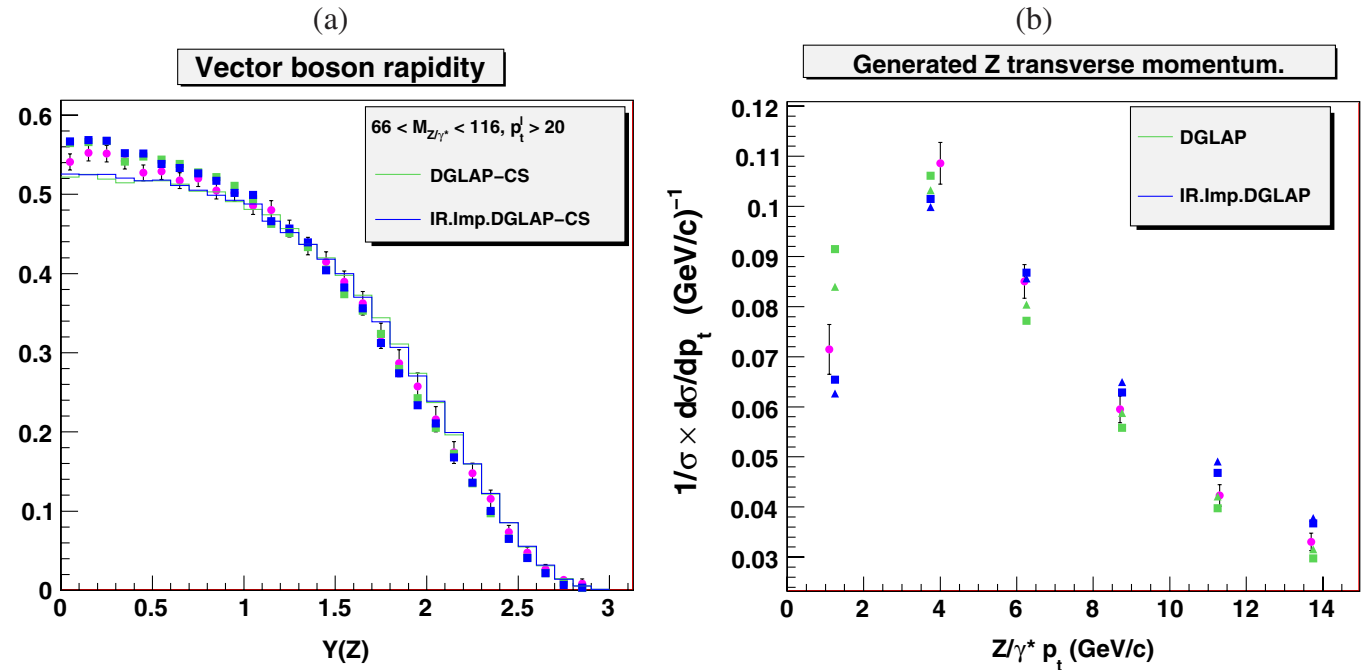 (a)
Vector boson rapidity
66 < M_{Z/γ*} < 116, p_t^l > 20
DGLAP−CS
IR.Imp.DGLAP−CS
0.6
0.5
0.4
0.3
0.2
0.1
0
0 0.5 1 1.5 2 2.5 3
Y(Z)
(b)
Generated Z transverse momentum.
DGLAP
IR.Imp.DGLAP
1/σ × dσ/dp_t (GeV/c)^{−1}
0.12
0.11
0.1
0.09
0.08
0.07
0.06
0.05
0.04
0.03
0 2 4 6 8 10 12 14
Z/γ* p_t (GeV/c)